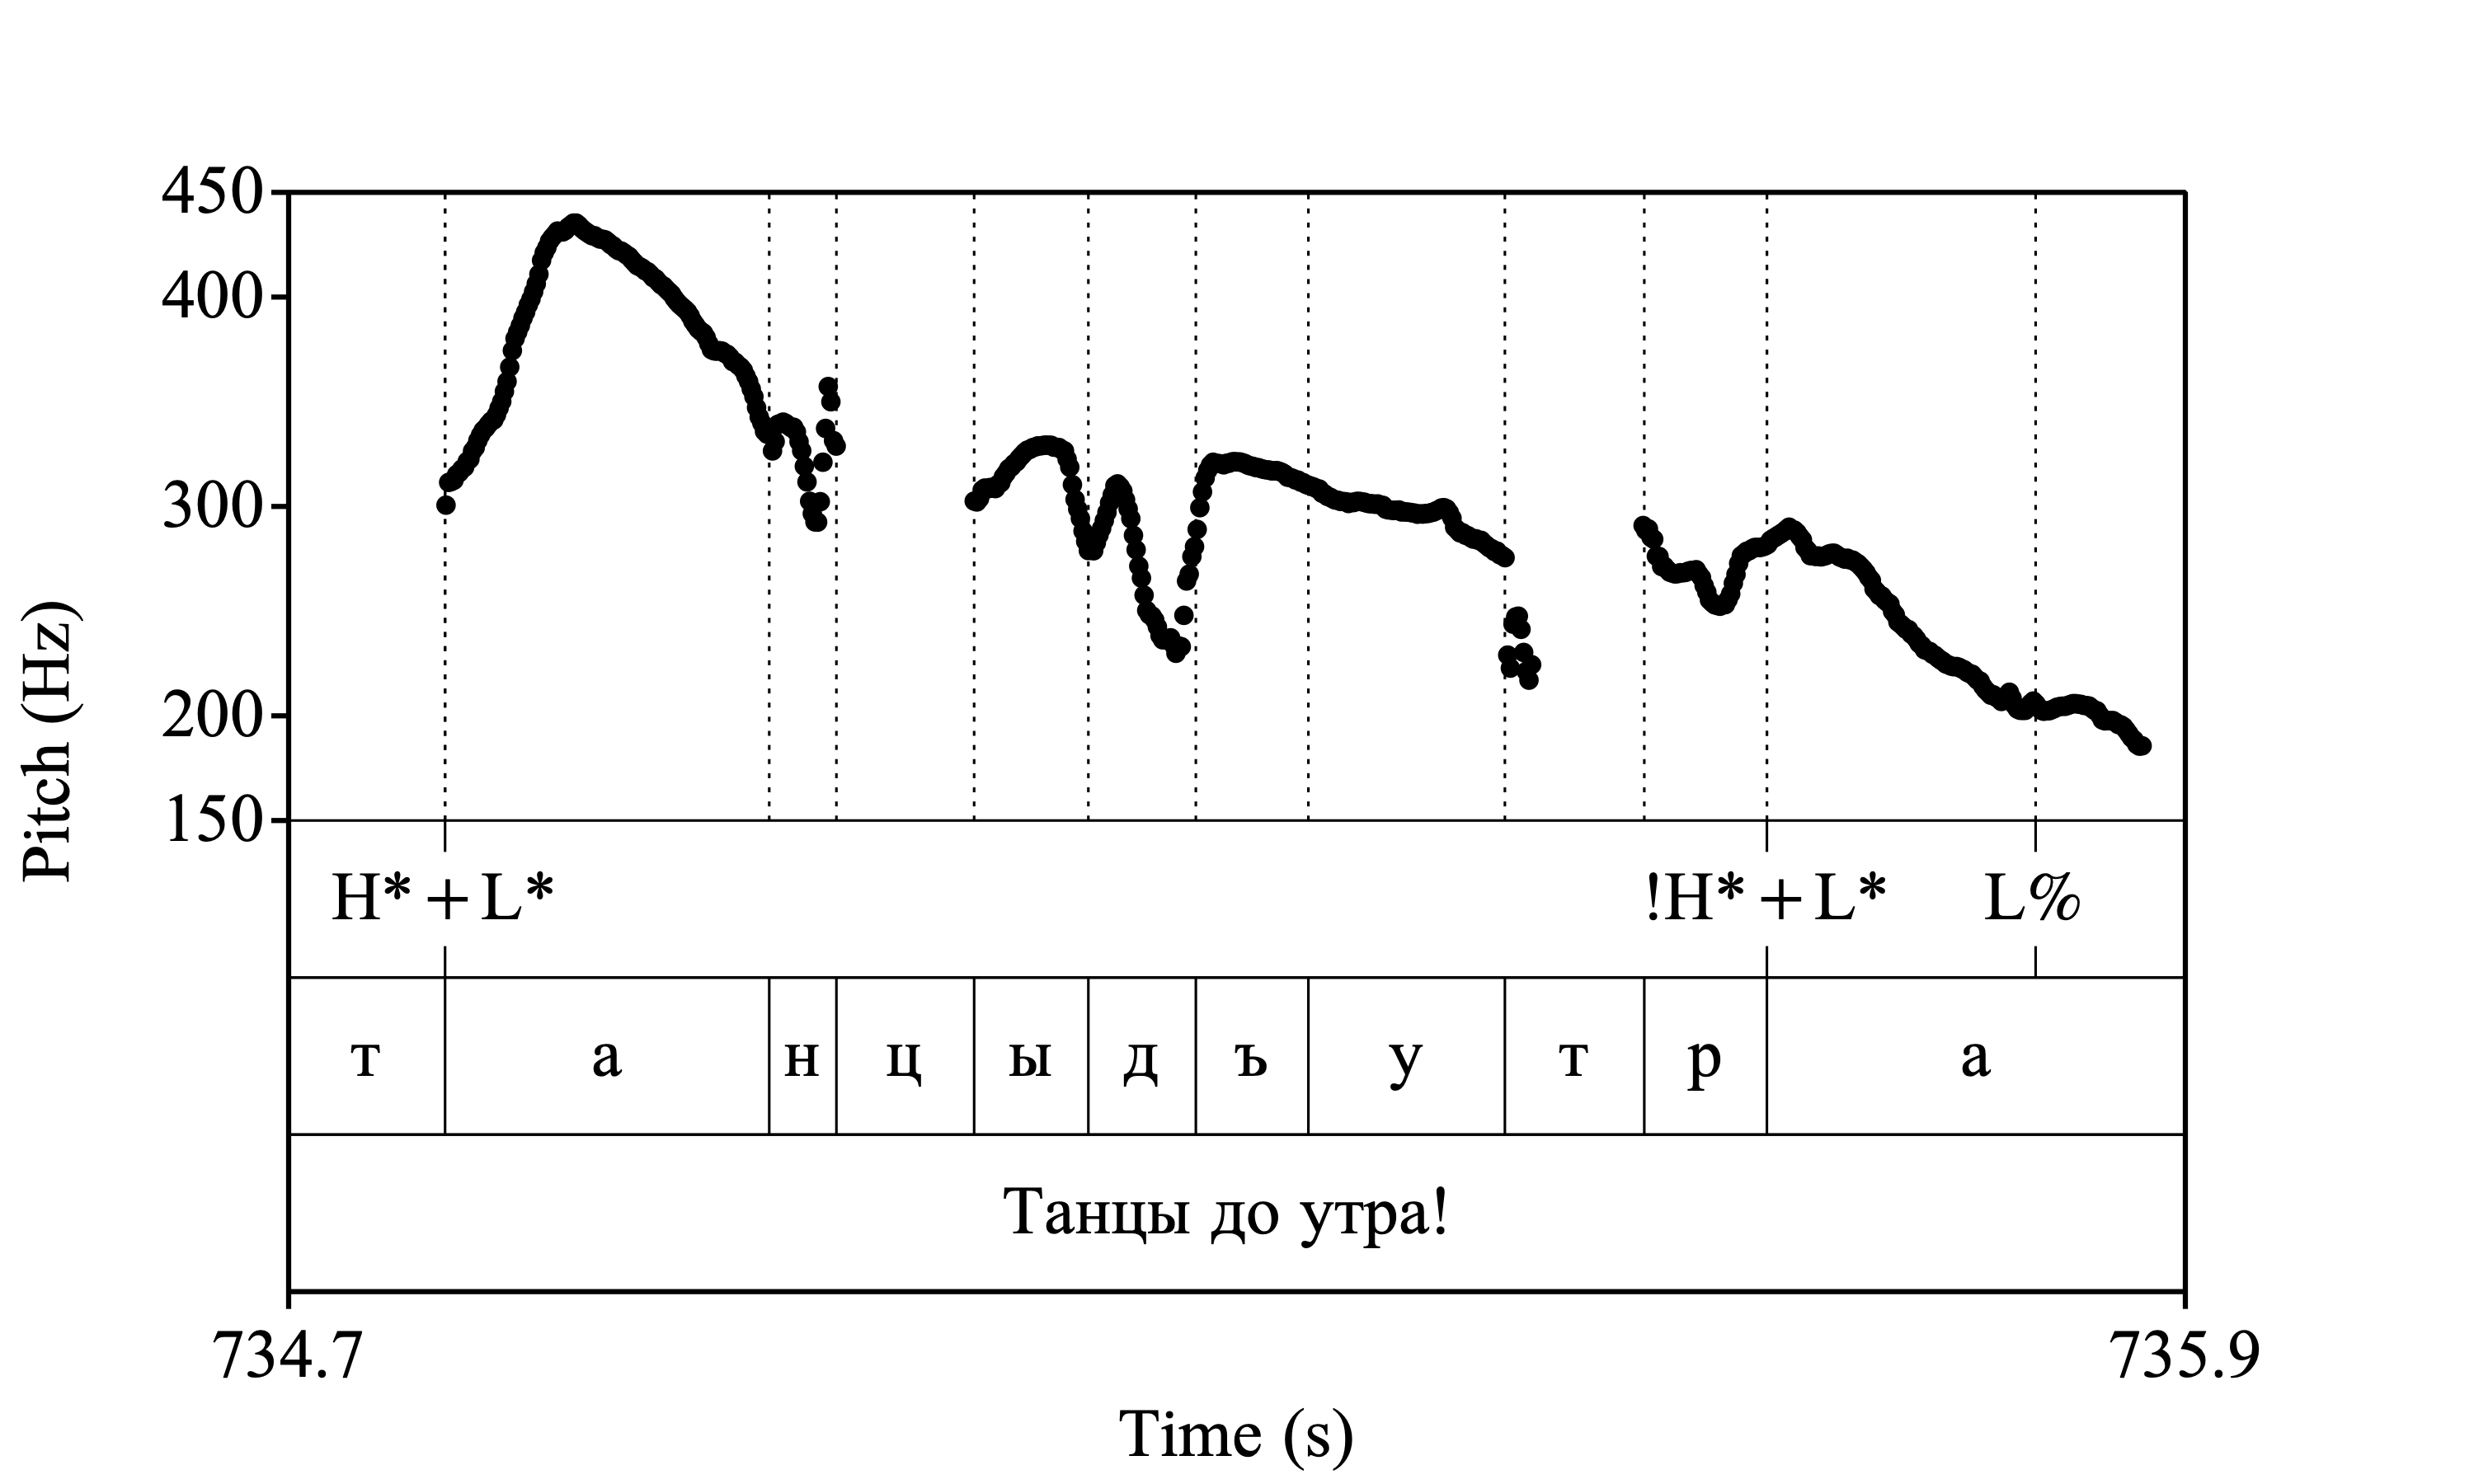 450
400
300
200
150
Pitch (Hz)
H*+L* !H*+L* L%
т а н ц ы д ъ у т р а
Танцы до утра!
734.7 735.9
Time (s)